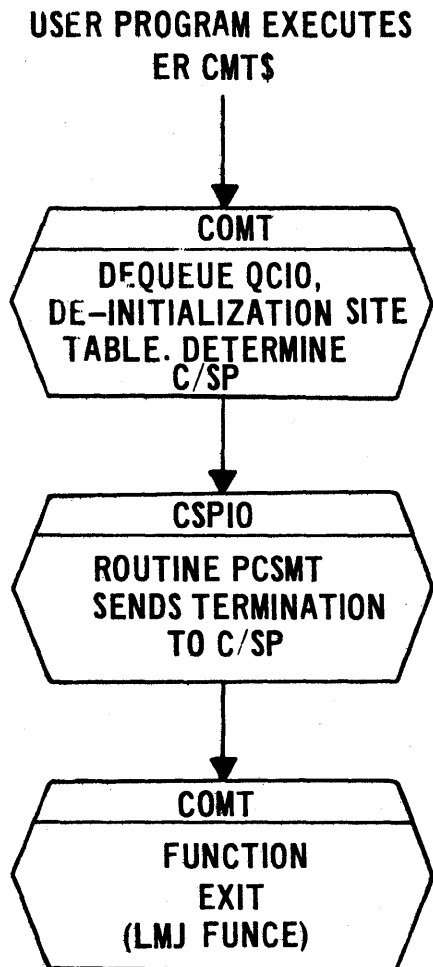 USER PROGRAM EXECUTES
ER CMT$
COMT
DEQUEUE QCIO,
DE-INITIALIZATION SITE
TABLE. DETERMINE
C/SP
CSPIO
ROUTINE PCSMT
SENDS TERMINATION
TO C/SP
COMT
FUNCTION
EXIT
(LMJ FUNCE)